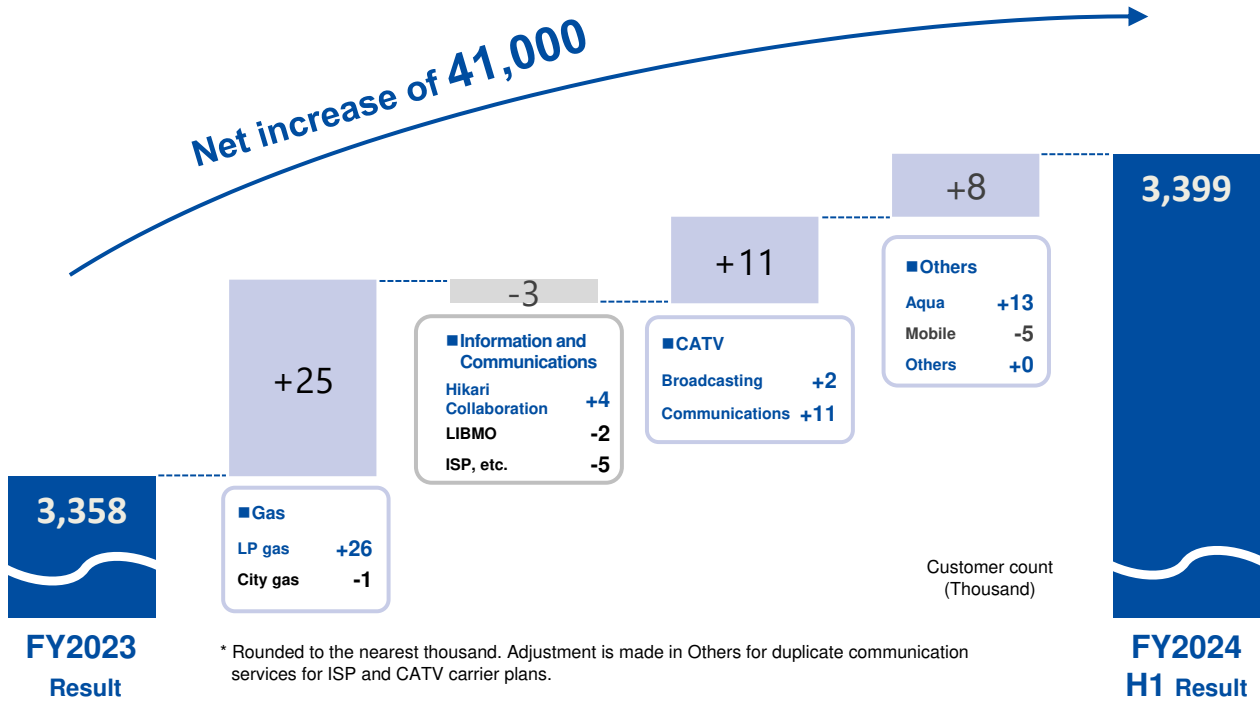 Net increase of 41,000
3,358
FY2023
Result
+25
■Gas
LP gas +26
City gas -1
-3
■Information and
Communications
Hikari
Collaboration +4
LIBMO -2
ISP, etc. -5
+11
■CATV
Broadcasting +2
Communications +11
+8
■Others
Aqua +13
Mobile -5
Others +0
3,399
FY2024
H1 Result
Customer count
(Thousand)
* Rounded to the nearest thousand. Adjustment is made in Others for duplicate communication
services for ISP and CATV carrier plans.